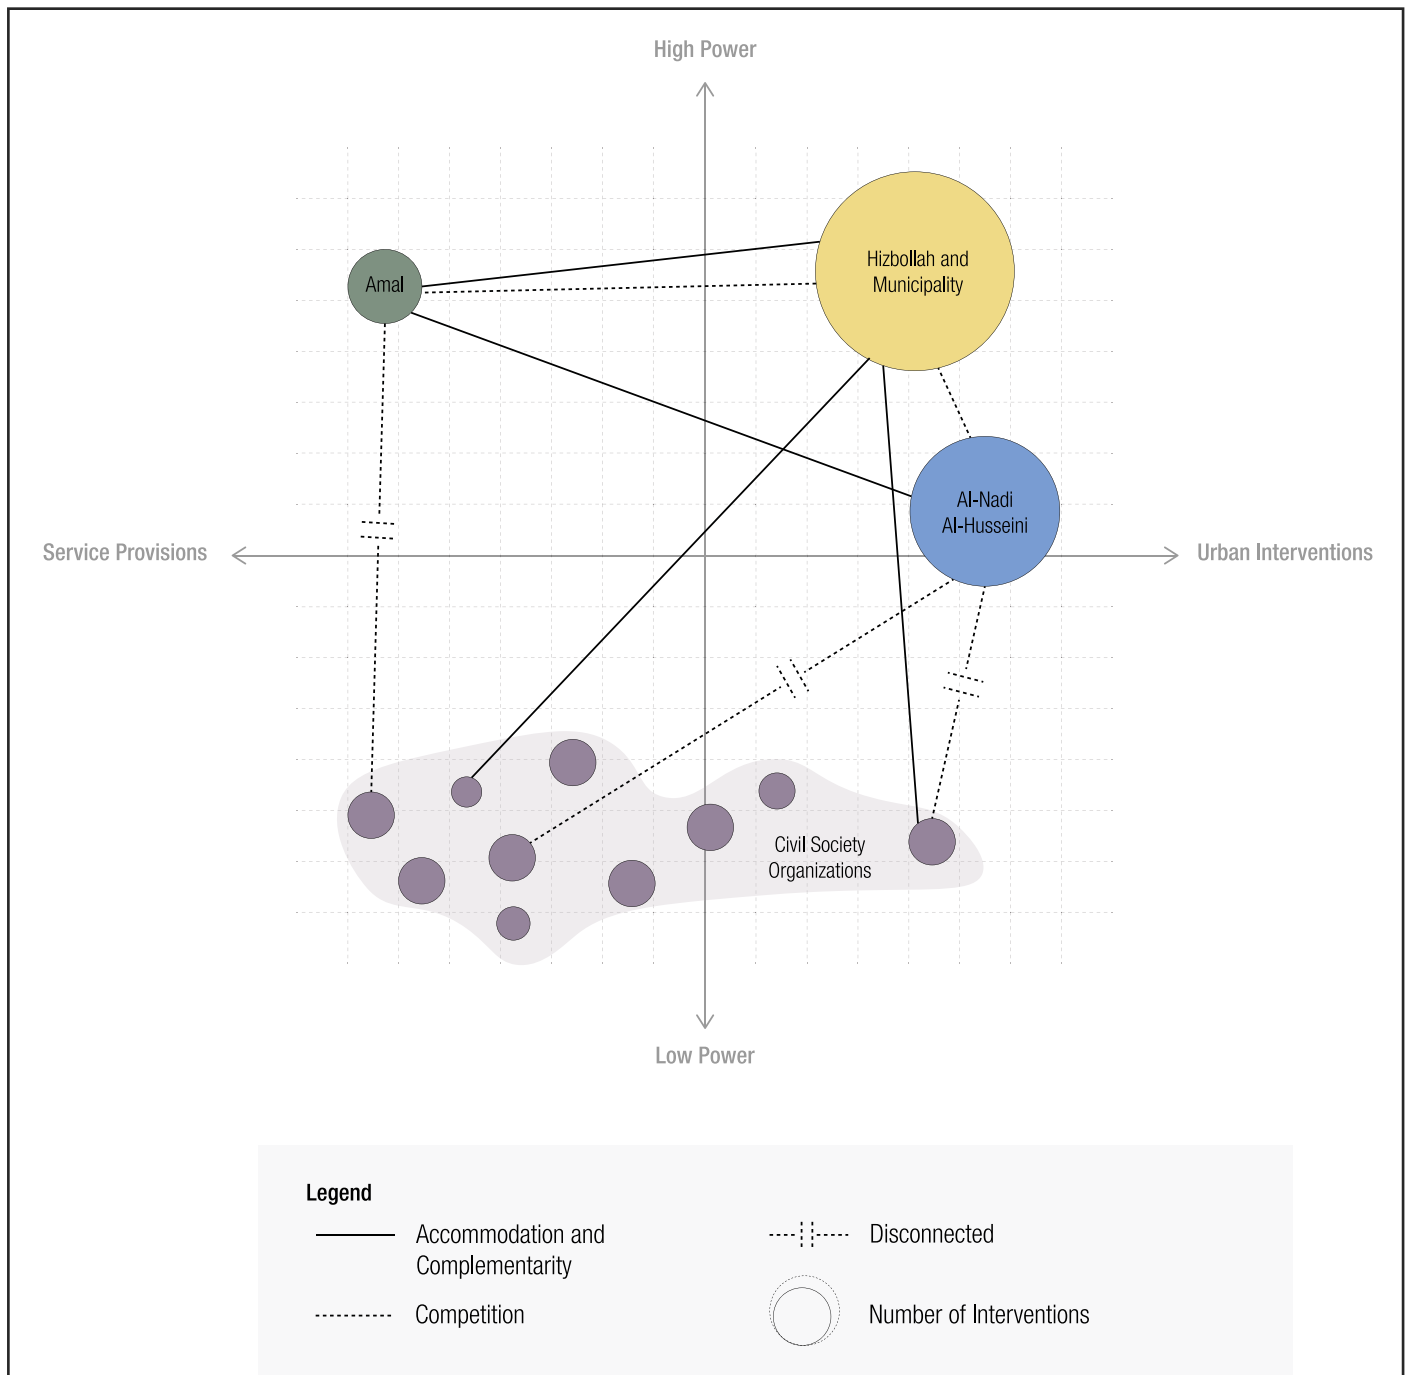 High Power
Amal
Hizbollah and
Municipality
Al-Nadi
Al-Husseini
Service Provisions
Urban Interventions
Civil Society
Organizations
Low Power
Legend
Accommodation and
Complementarity
Disconnected
Competition
Number of Interventions